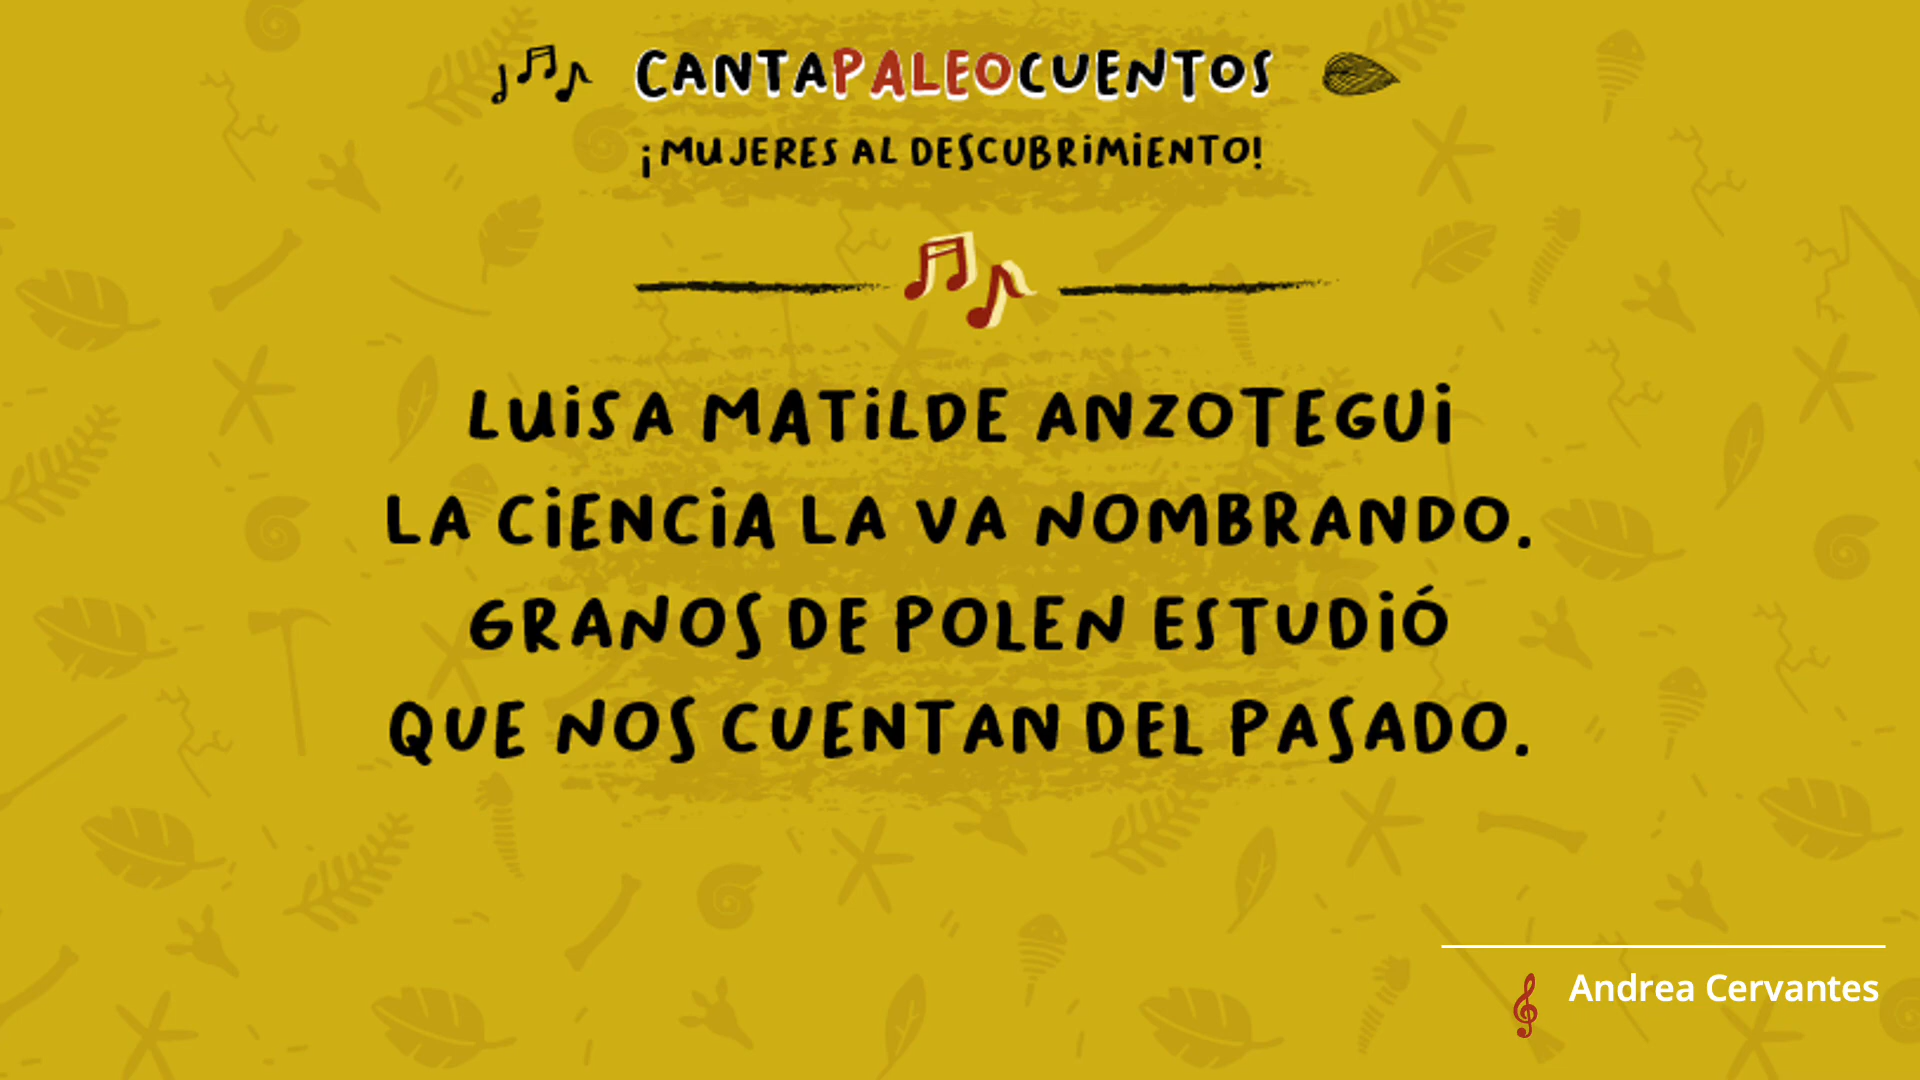 CANTAPALEOCUENTOS
¡MUJERES AL DESCUBRIMIENTO!
LUISA MATILDE ANZOTEGUI
LA CIENCIA LA VA NOMBRANDO.
GRANOS DE POLEN ESTUDIÓ
QUE NOS CUENTAN DEL PASADO.
Andrea Cervantes